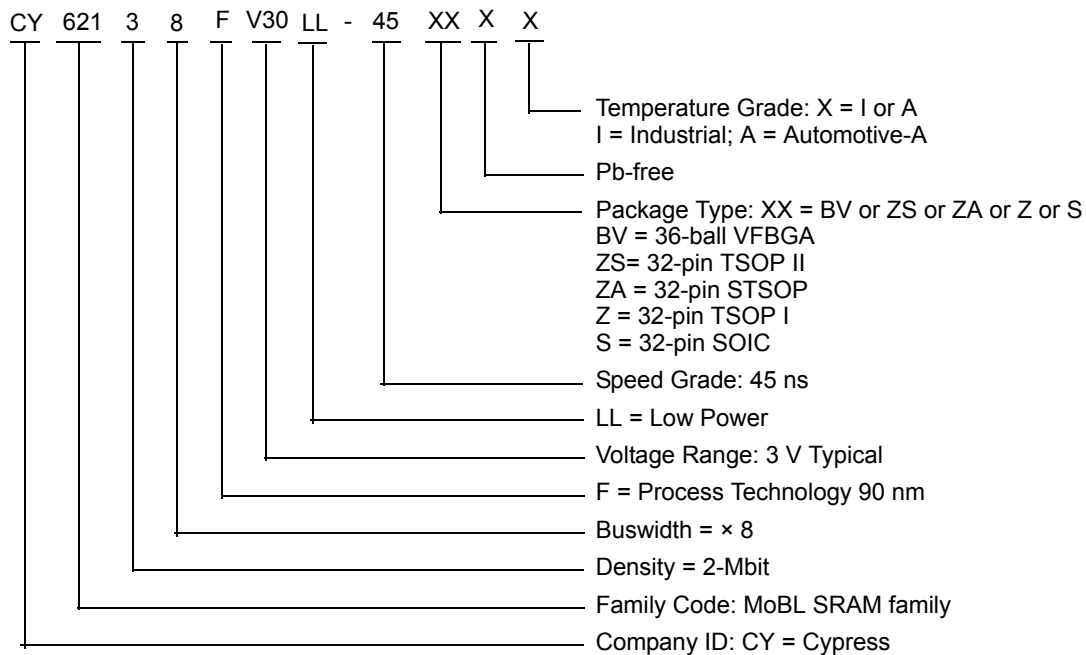 CY 621 3 8 F V30 LL - 45 XX X X
Temperature Grade: X = I or A
I = Industrial; A = Automotive-A
Pb-free
Package Type: XX = BV or ZS or ZA or Z or S
BV = 36-ball VFBGA
ZS= 32-pin TSOP II
ZA = 32-pin STSOP
Z = 32-pin TSOP I
S = 32-pin SOIC
Speed Grade: 45 ns
LL = Low Power
Voltage Range: 3 V Typical
F = Process Technology 90 nm
Buswidth = × 8
Density = 2-Mbit
Family Code: MoBL SRAM family
Company ID: CY = Cypress